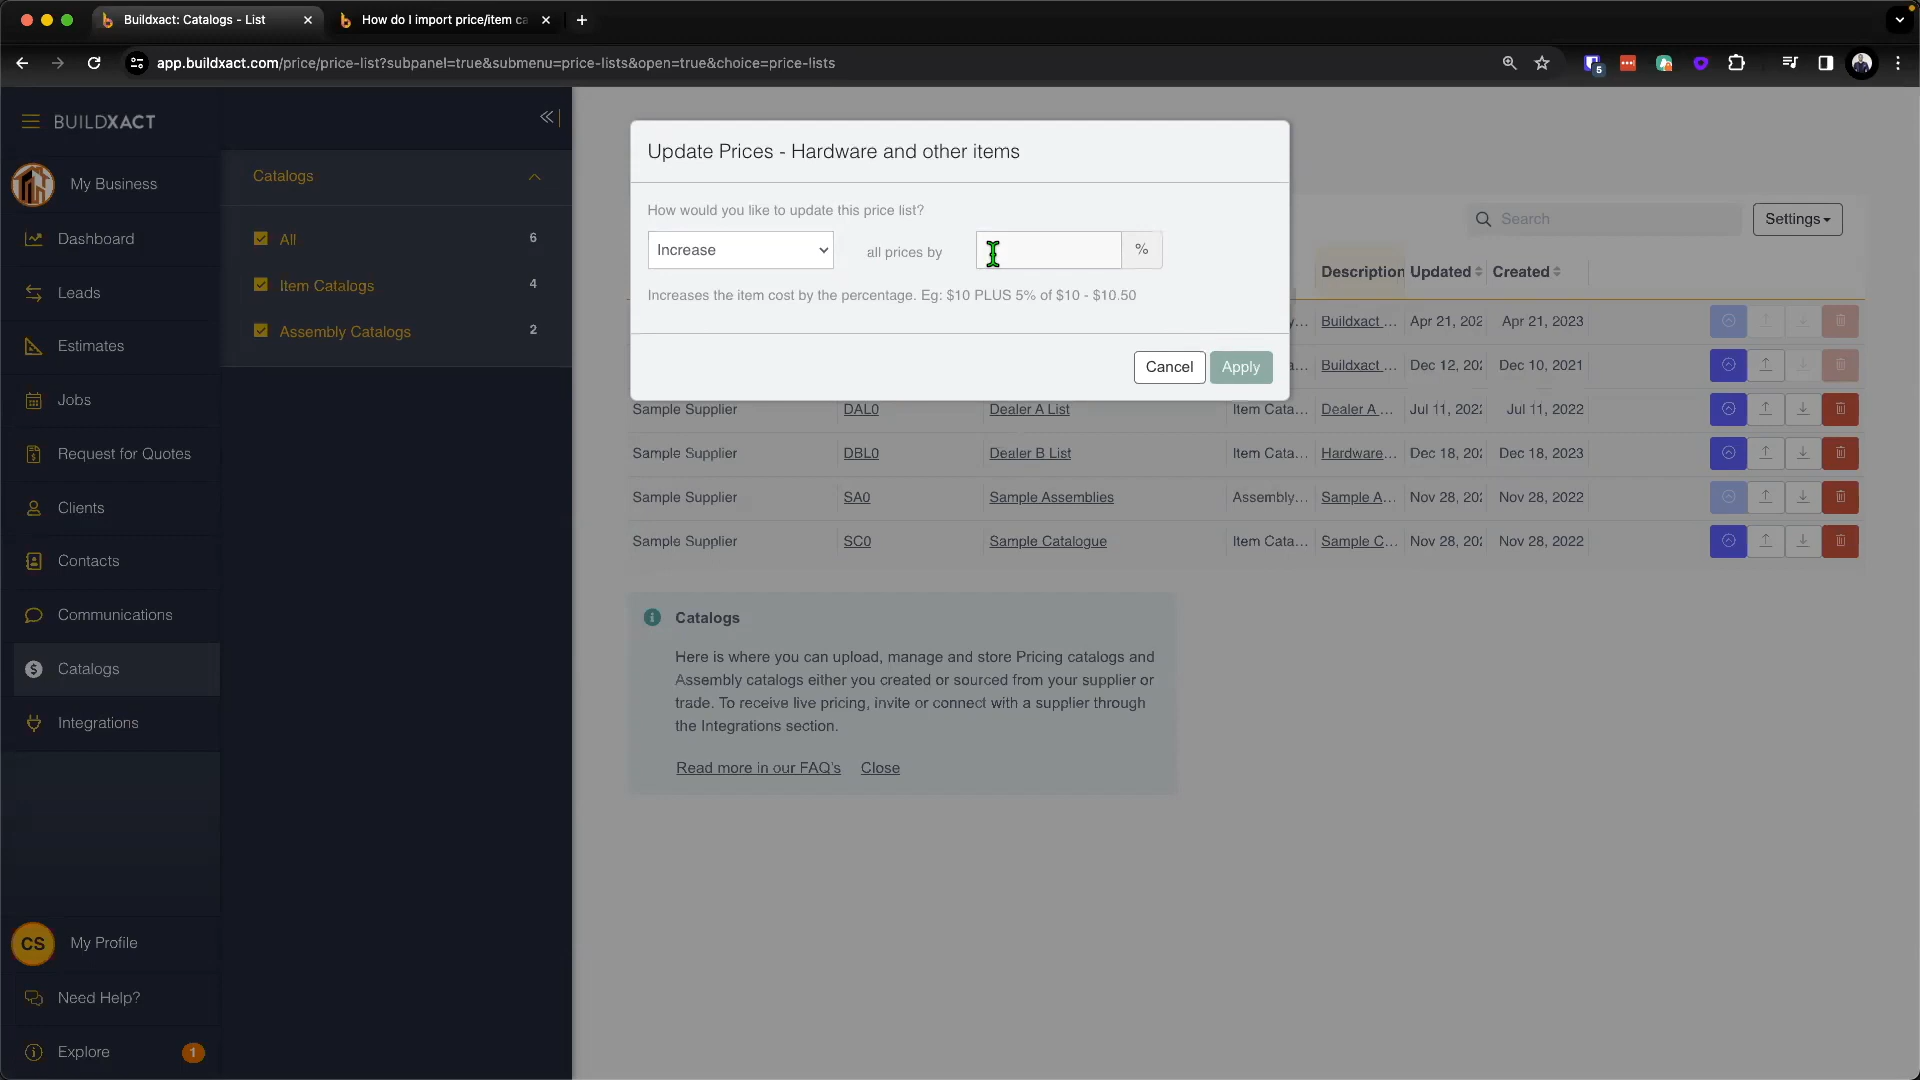 Buildxact: Catalogs - List
How do I import price/item ca
app.buildxact.com/price/price-list?subpanel=true&submenu=price-lists&open=true&choice=price-lists
5
BUILDXACT
My Business
Dashboard
Leads
Estimates
Jobs
Request for Quotes
Clients
Contacts
Communications
Catalogs
Integrations
CS
My Profile
Need Help?
Explore
1
Catalogs
All 6
Item Catalogs 4
Assembly Catalogs 2
Update Prices - Hardware and other items
How would you like to update this price list?
Increase all prices by %
Increases the item cost by the percentage. Eg: $10 PLUS 5% of $10 - $10.50
Cancel Apply
Search
Settings
Description Updated Created
Buildxact ... Apr 21, 202 Apr 21, 2023
Buildxact ... Dec 12, 202 Dec 10, 2021
Sample Supplier DAL0 Dealer A List Item Cata... Dealer A ... Jul 11, 2022 Jul 11, 2022
Sample Supplier DBL0 Dealer B List Item Cata... Hardware... Dec 18, 202 Dec 18, 2023
Sample Supplier SA0 Sample Assemblies Assembly... Sample A... Nov 28, 202 Nov 28, 2022
Sample Supplier SC0 Sample Catalogue Item Cata... Sample C... Nov 28, 202 Nov 28, 2022
Catalogs
Here is where you can upload, manage and store Pricing catalogs and
Assembly catalogs either you created or sourced from your supplier or
trade. To receive live pricing, invite or connect with a supplier through
the Integrations section.
Read more in our FAQ's Close